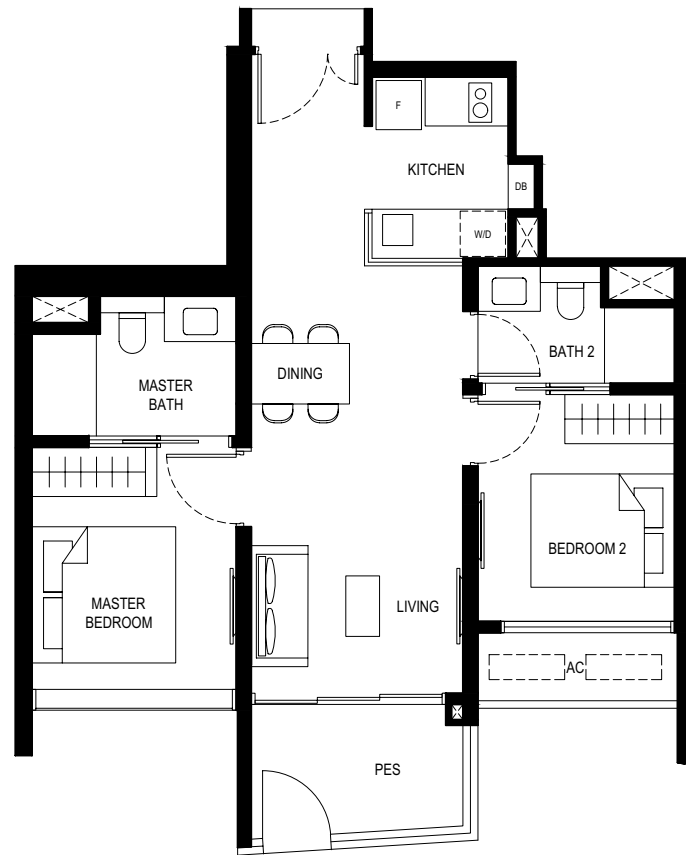 F
KITCHEN
DB
W/D
DINING
BATH 2
MASTER
BATH
BEDROOM 2
MASTER
BEDROOM
LIVING
AC
PES